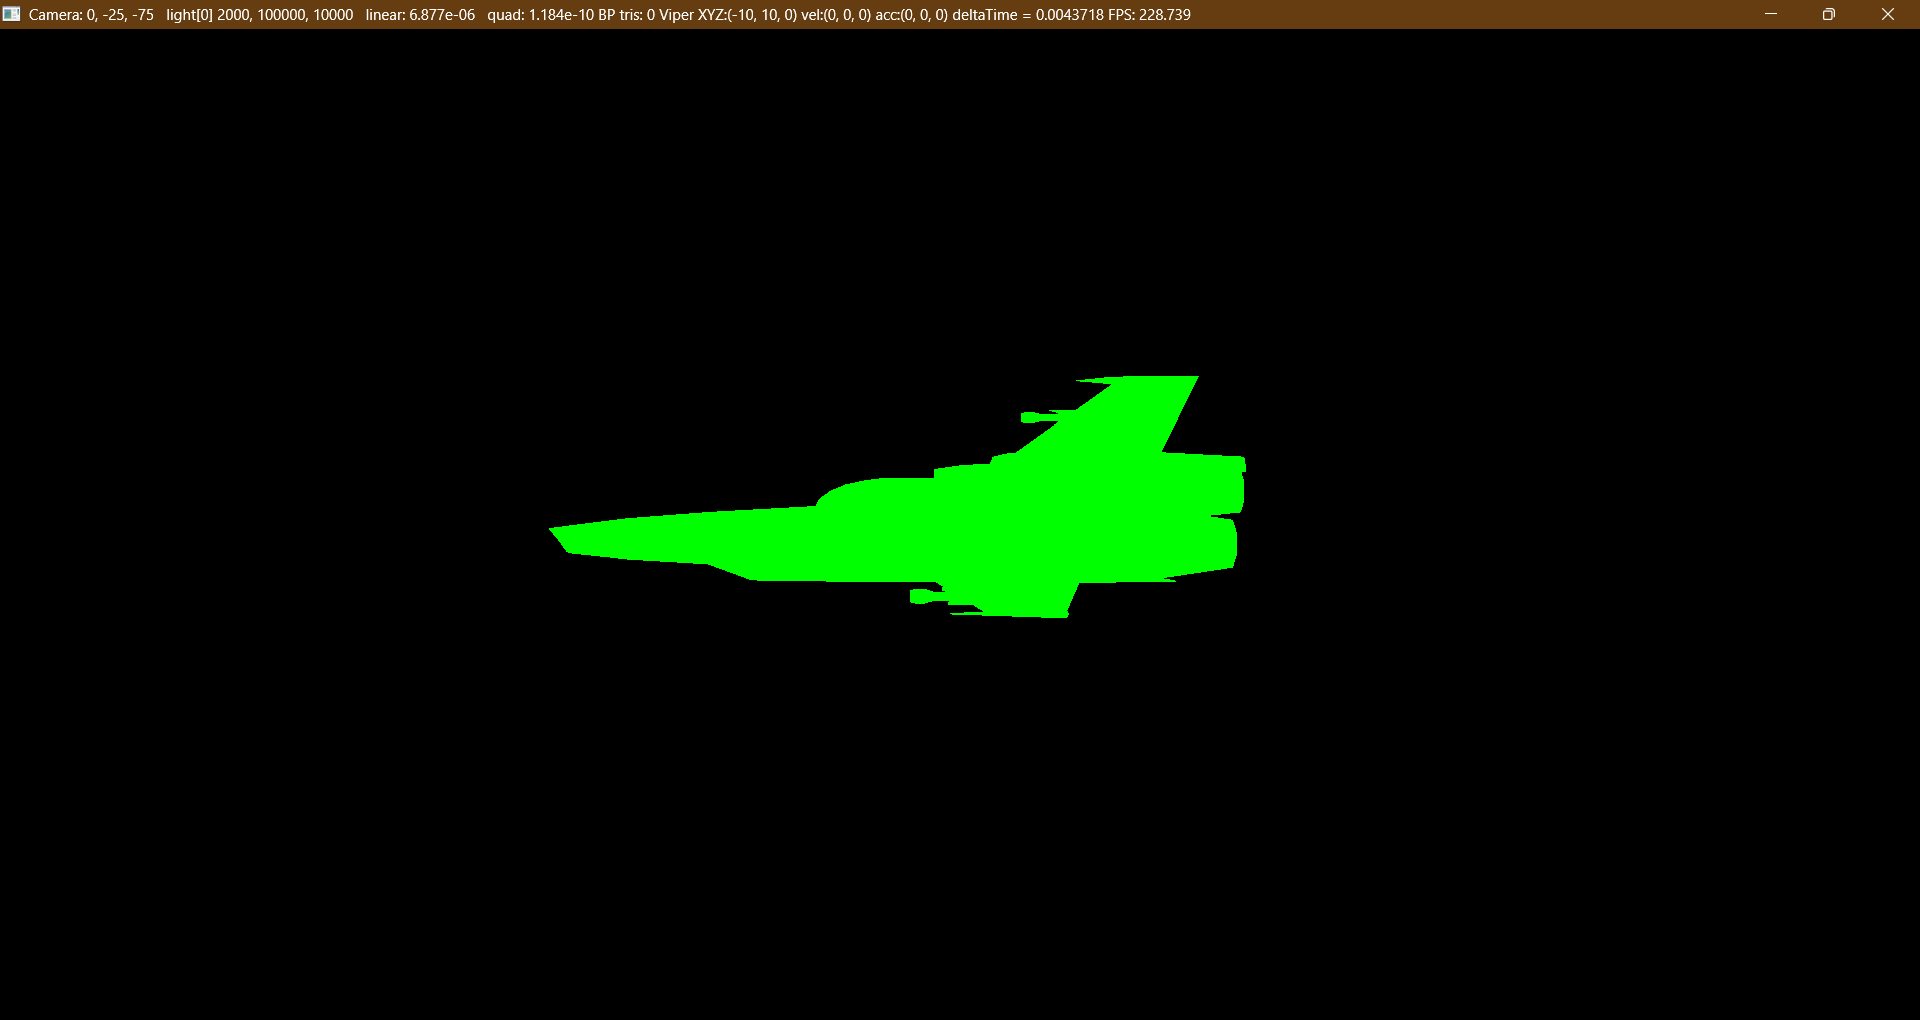 Camera: 0, -25, -75 light[0] 2000, 100000, 10000 linear: 6.877e-06 quad: 1.184e-10 BP tris: 0 Viper XYZ:(-10, 10, 0) vel:(0, 0, 0) acc:(0, 0, 0) deltaTime = 0.0043718 FPS: 228.739